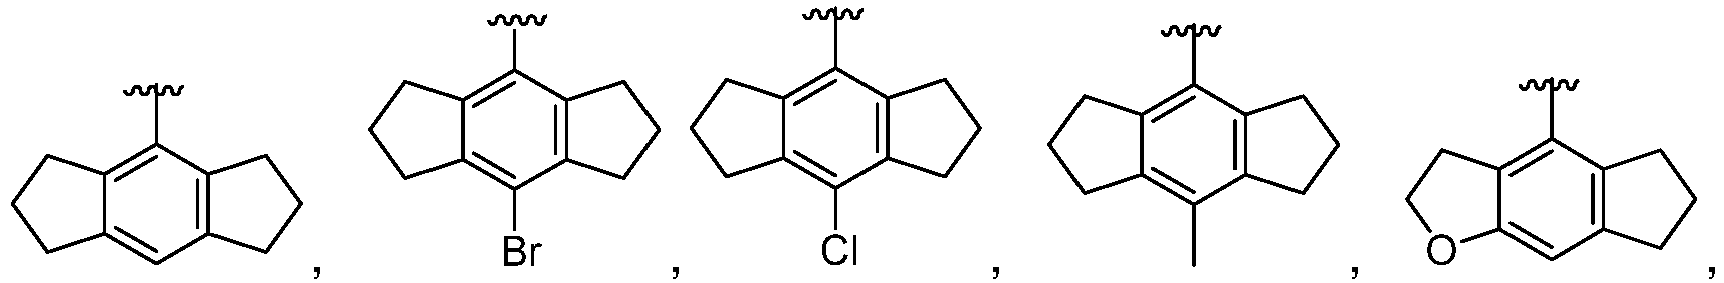 Br
Cl
O
, , , , ,